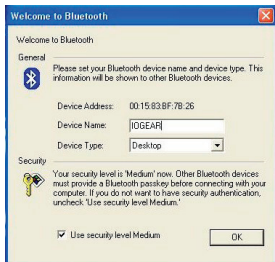 Welcome to Bluetooth
Welcome to Bluetooth
General
Please set your Bluetooth device name and device type. This
information will be shown to other Bluetooth devices.
Device Address: 00:15:83:BF:7B:26
Device Name: IOGEAR
Device Type: Desktop
Security
Your security level is 'Medium' now. Other Bluetooth devices
must provide a Bluetooth passkey before connecting with your
computer. If you do not want to have security authentication,
uncheck 'Use security level Medium.'
Use security level Medium
OK